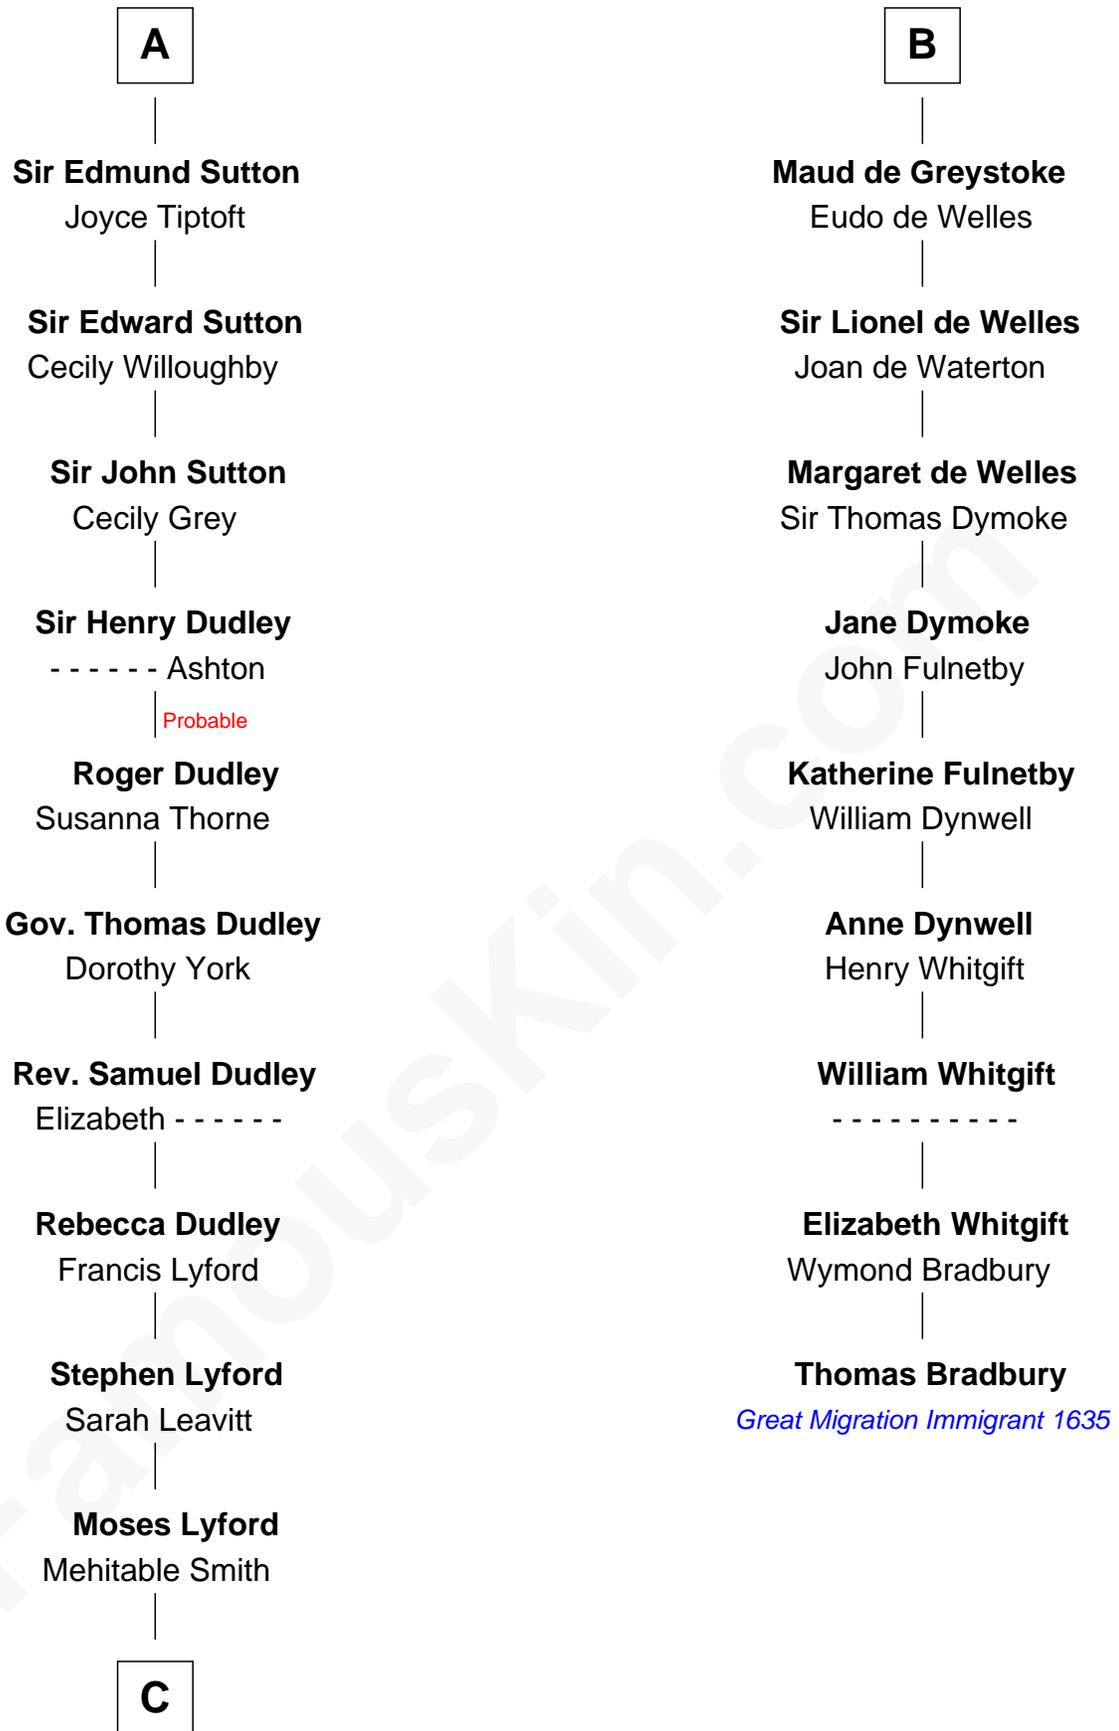 A
Sir Edmund Sutton
Joyce Tiptoft
Sir Edward Sutton
Cecily Willoughby
Sir John Sutton
Cecily Grey
Sir Henry Dudley
- - - - - - Ashton
Probable
Roger Dudley
Susanna Thorne
Gov. Thomas Dudley
Dorothy York
Rev. Samuel Dudley
Elizabeth - - - - - -
Rebecca Dudley
Francis Lyford
Stephen Lyford
Sarah Leavitt
Moses Lyford
Mehitable Smith
C
B
Maud de Greystoke
Eudo de Welles
Sir Lionel de Welles
Joan de Waterton
Margaret de Welles
Sir Thomas Dymoke
Jane Dymoke
John Fulnetby
Katherine Fulnetby
William Dynwell
Anne Dynwell
Henry Whitgift
William Whitgift
- - - - - - - - - -
Elizabeth Whitgift
Wymond Bradbury
Thomas Bradbury
Great Migration Immigrant 1635
FamousKin.com